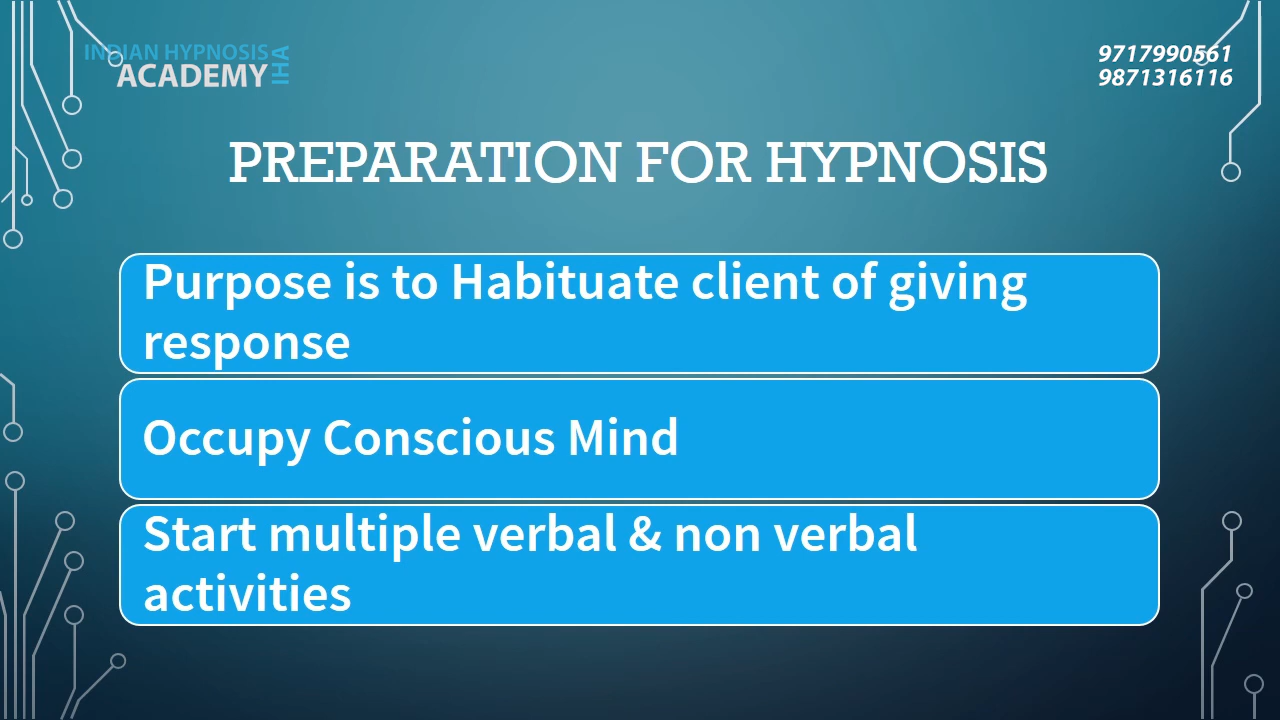 INDIAN HYPNOSIS
ACADEMY
IHA
9717990561
9871316116
PREPARATION FOR HYPNOSIS
Purpose is to Habituate client of giving
response
Occupy Conscious Mind
Start multiple verbal & non verbal
activities